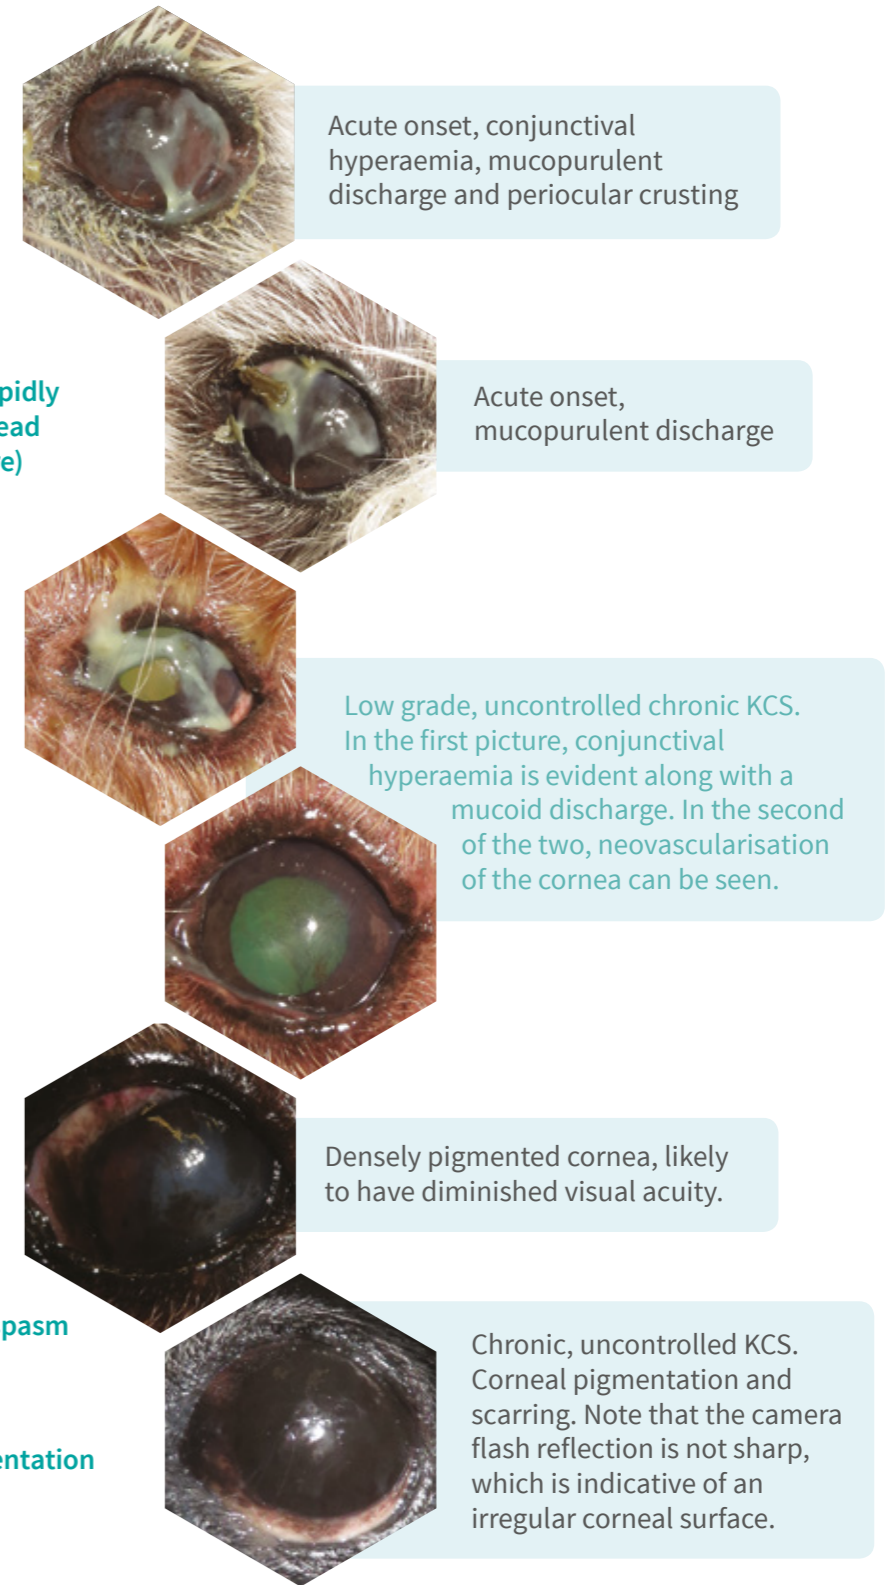 Acute onset, conjunctival
hyperaemia, mucopurulent
discharge and periocular crusting
pidly
ead
e)
Acute onset,
mucopurulent discharge
Low grade, uncontrolled chronic KCS.
In the first picture, conjunctival
hyperaemia is evident along with a
mucoid discharge. In the second
of the two, neovascularisation
of the cornea can be seen.
Densely pigmented cornea, likely
to have diminished visual acuity.
pasm
entation
Chronic, uncontrolled KCS.
Corneal pigmentation and
scarring. Note that the camera
flash reflection is not sharp,
which is indicative of an
irregular corneal surface.